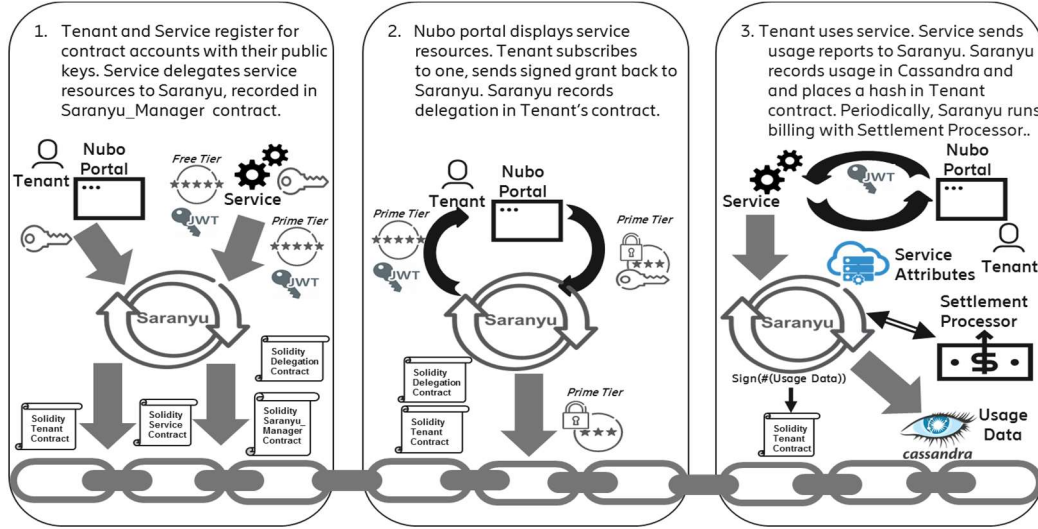 1. Tenant and Service register for
contract accounts with their public
keys. Service delegates service
resources to Saranyu, recorded in
Saranyu_Manager contract.
Tenant
Nubo
Portal
Free Tier
JWT
Service
Prime Tier
JWT
Saranyu
Solidity
Delegation
Contract
Solidity
Tenant
Contract
Solidity
Service
Contract
Solidity
Saranyu_
Manager
Contract
2. Nubo portal displays service
resources. Tenant subscribes
to one, sends signed grant back to
Saranyu. Saranyu records
delegation in Tenant's contract.
Tenant
Nubo
Portal
Prime Tier
JWT
Prime Tier
Saranyu
Solidity
Delegation
Contract
Solidity
Tenant
Contract
Prime Tier
3. Tenant uses service. Service sends
usage reports to Saranyu. Saranyu
records usage in Cassandra and
and places a hash in Tenant
contract. Periodically, Saranyu runs
billing with Settlement Processor..
Service
JWT
Nubo
Portal
Tenant
Service
Attributes
Saranyu
Settlement
Processor
$
Sign(#(Usage Data))
Solidity
Tenant
Contract
Usage
Data
cassandra